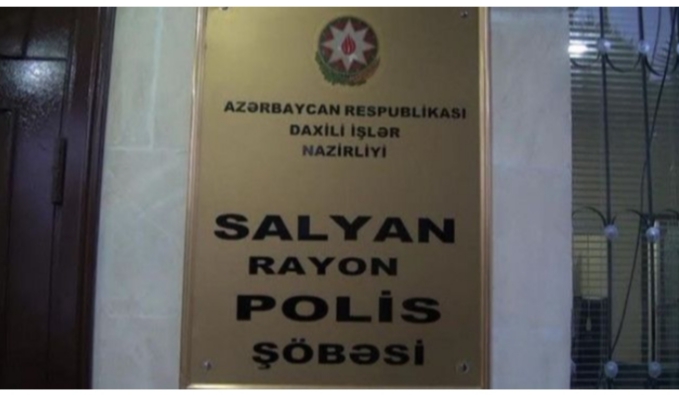 AZƏRBAYCAN RESPUBLİKASI
DAXİLİ İŞLƏR
NAZİRLİYİ
SALYAN
RAYON
POLİS
ŞÖBƏSİ